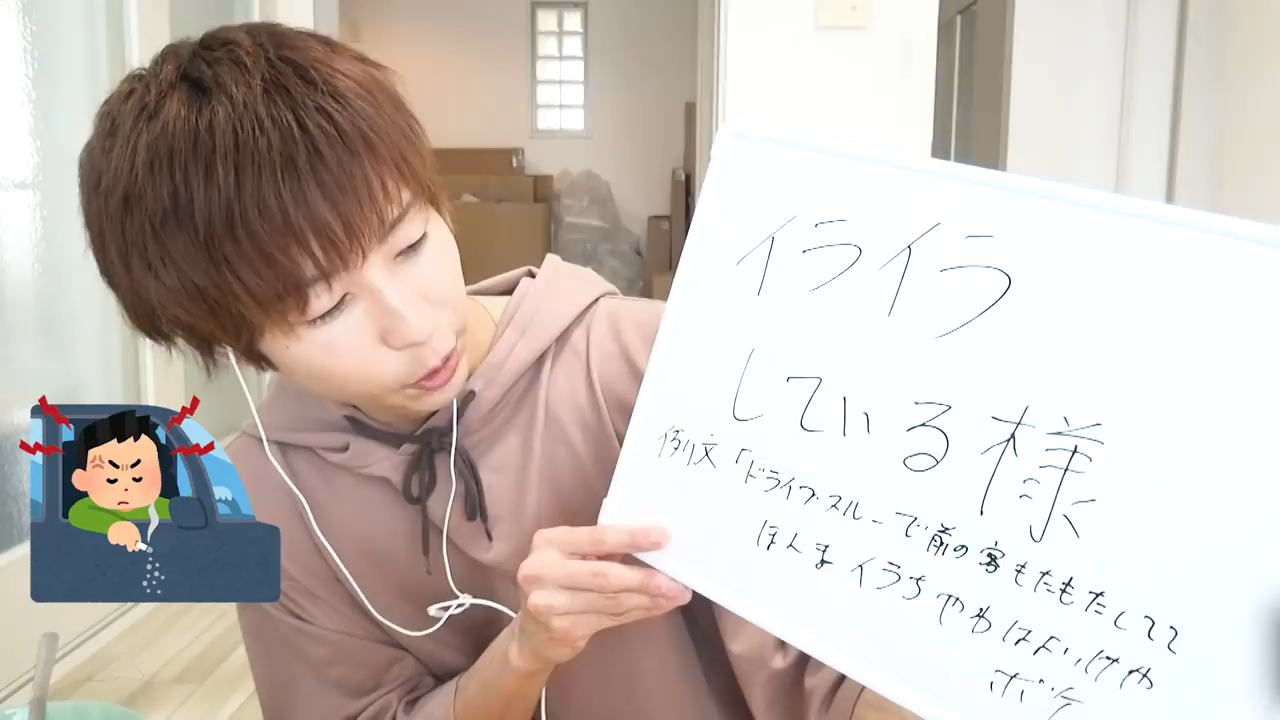 イライラ
している様
例文「ドライブ・スルーで前の客もたもたしてて
ほんまイラちやわはよいけや
ボケ